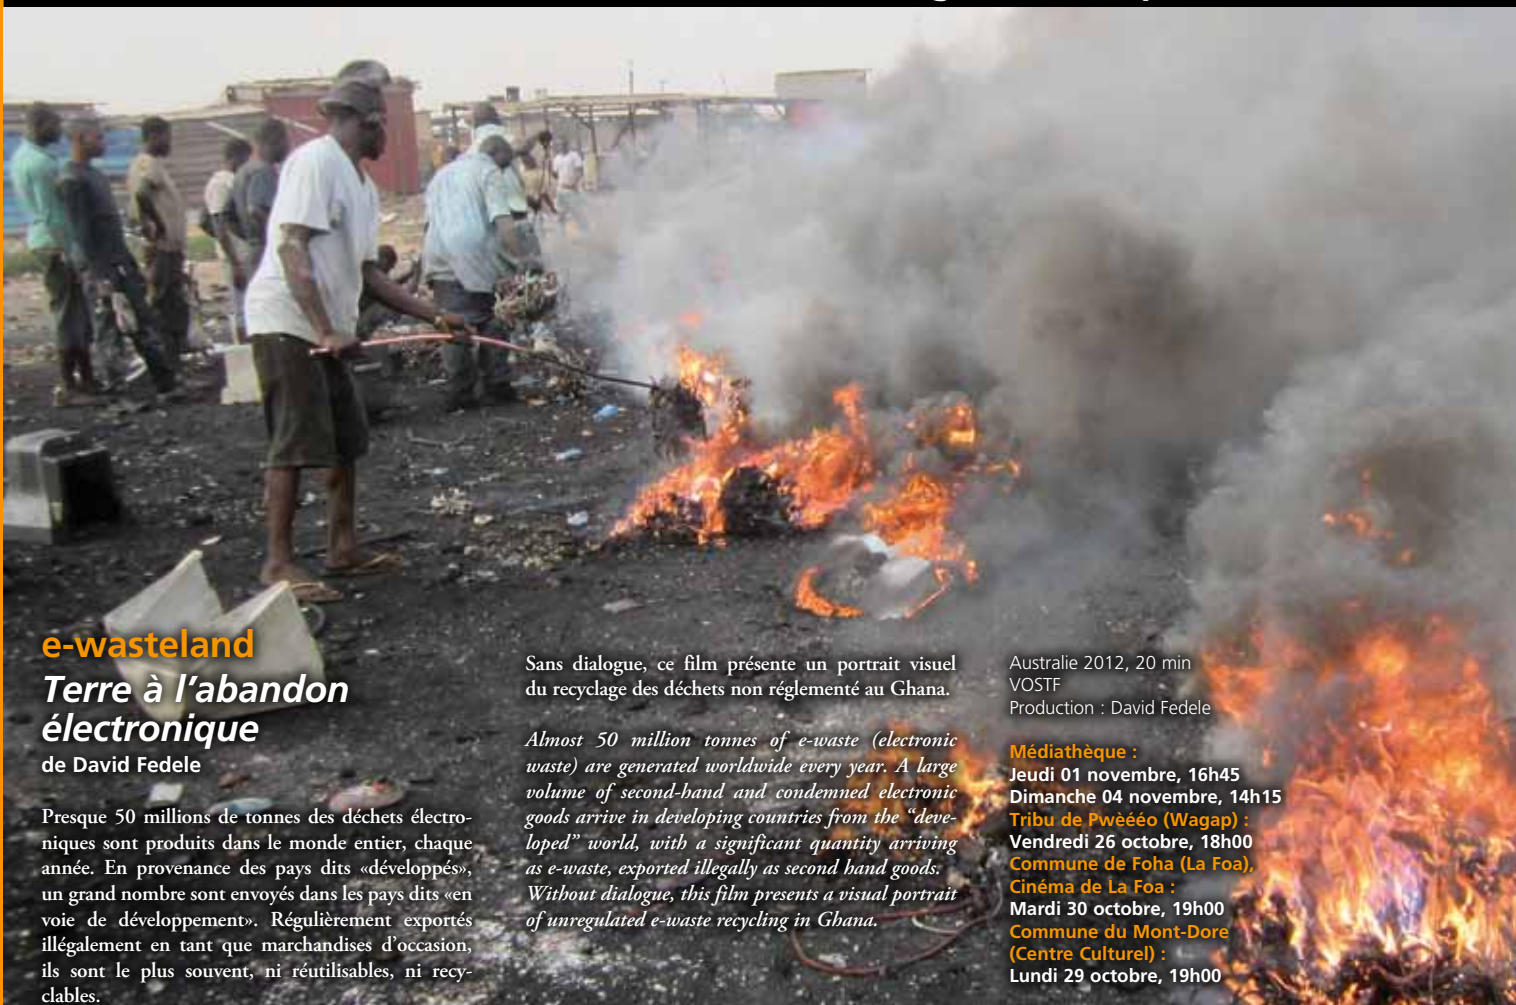 e-wasteland
Terre à l’abandon
électronique
de David Fedele
Presque 50 millions de tonnes des déchets électro-
niques sont produits dans le monde entier, chaque
année. En provenance des pays dits «développés»,
un grand nombre sont envoyés dans les pays dits «en
voie de développement». Régulièrement exportés
illégalement en tant que marchandises d’occasion,
ils sont le plus souvent, ni réutilisables, ni recy-
clables.
Sans dialogue, ce film présente un portrait visuel
du recyclage des déchets non réglementé au Ghana.
Almost 50 million tonnes of e-waste (electronic
waste) are generated worldwide every year. A large
volume of second-hand and condemned electronic
goods arrive in developing countries from the “deve-
loped” world, with a significant quantity arriving
as e-waste, exported illegally as second hand goods.
Without dialogue, this film presents a visual portrait
of unregulated e-waste recycling in Ghana.
Australie 2012, 20 min
VOSTF
Production : David Fedele
Médiathèque :
Jeudi 01 novembre, 16h45
Dimanche 04 novembre, 14h15
Tribu de Pwèééo (Wagap) :
Vendredi 26 octobre, 18h00
Commune de Foha (La Foa),
Cinéma de La Foa :
Mardi 30 octobre, 19h00
Commune du Mont-Dore
(Centre Culturel) :
Lundi 29 octobre, 19h00